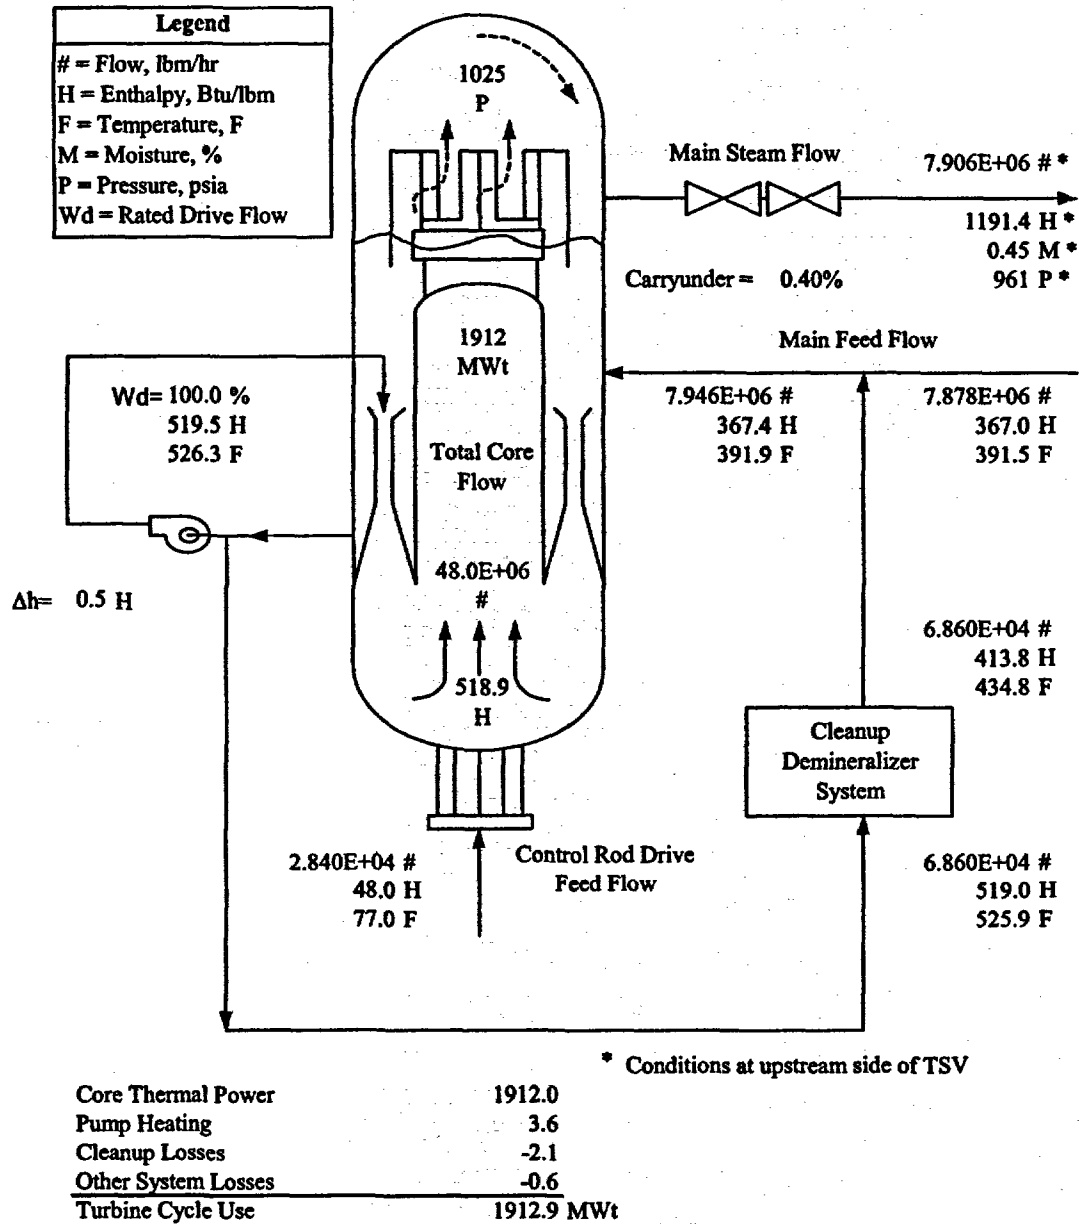 Legend
# = Flow, lbm/hr
H = Enthalpy, Btu/lbm
F = Temperature, F
M = Moisture, %
P = Pressure, psia
Wd = Rated Drive Flow
1025
P
Main Steam Flow
7.906E+06 # *
1191.4 H *
0.45 M *
961 P *
Carryunder = 0.40%
1912
MWt
Main Feed Flow
Wd= 100.0 %
519.5 H
526.3 F
7.946E+06 #
367.4 H
391.9 F
7.878E+06 #
367.0 H
391.5 F
Total Core
Flow
48.0E+06
#
Δh= 0.5 H
518.9
H
6.860E+04 #
413.8 H
434.8 F
Cleanup
Demineralizer
System
2.840E+04 #
48.0 H
77.0 F
Control Rod Drive
Feed Flow
6.860E+04 #
519.0 H
525.9 F
* Conditions at upstream side of TSV
Core Thermal Power 1912.0
Pump Heating 3.6
Cleanup Losses -2.1
Other System Losses -0.6
Turbine Cycle Use 1912.9 MWt